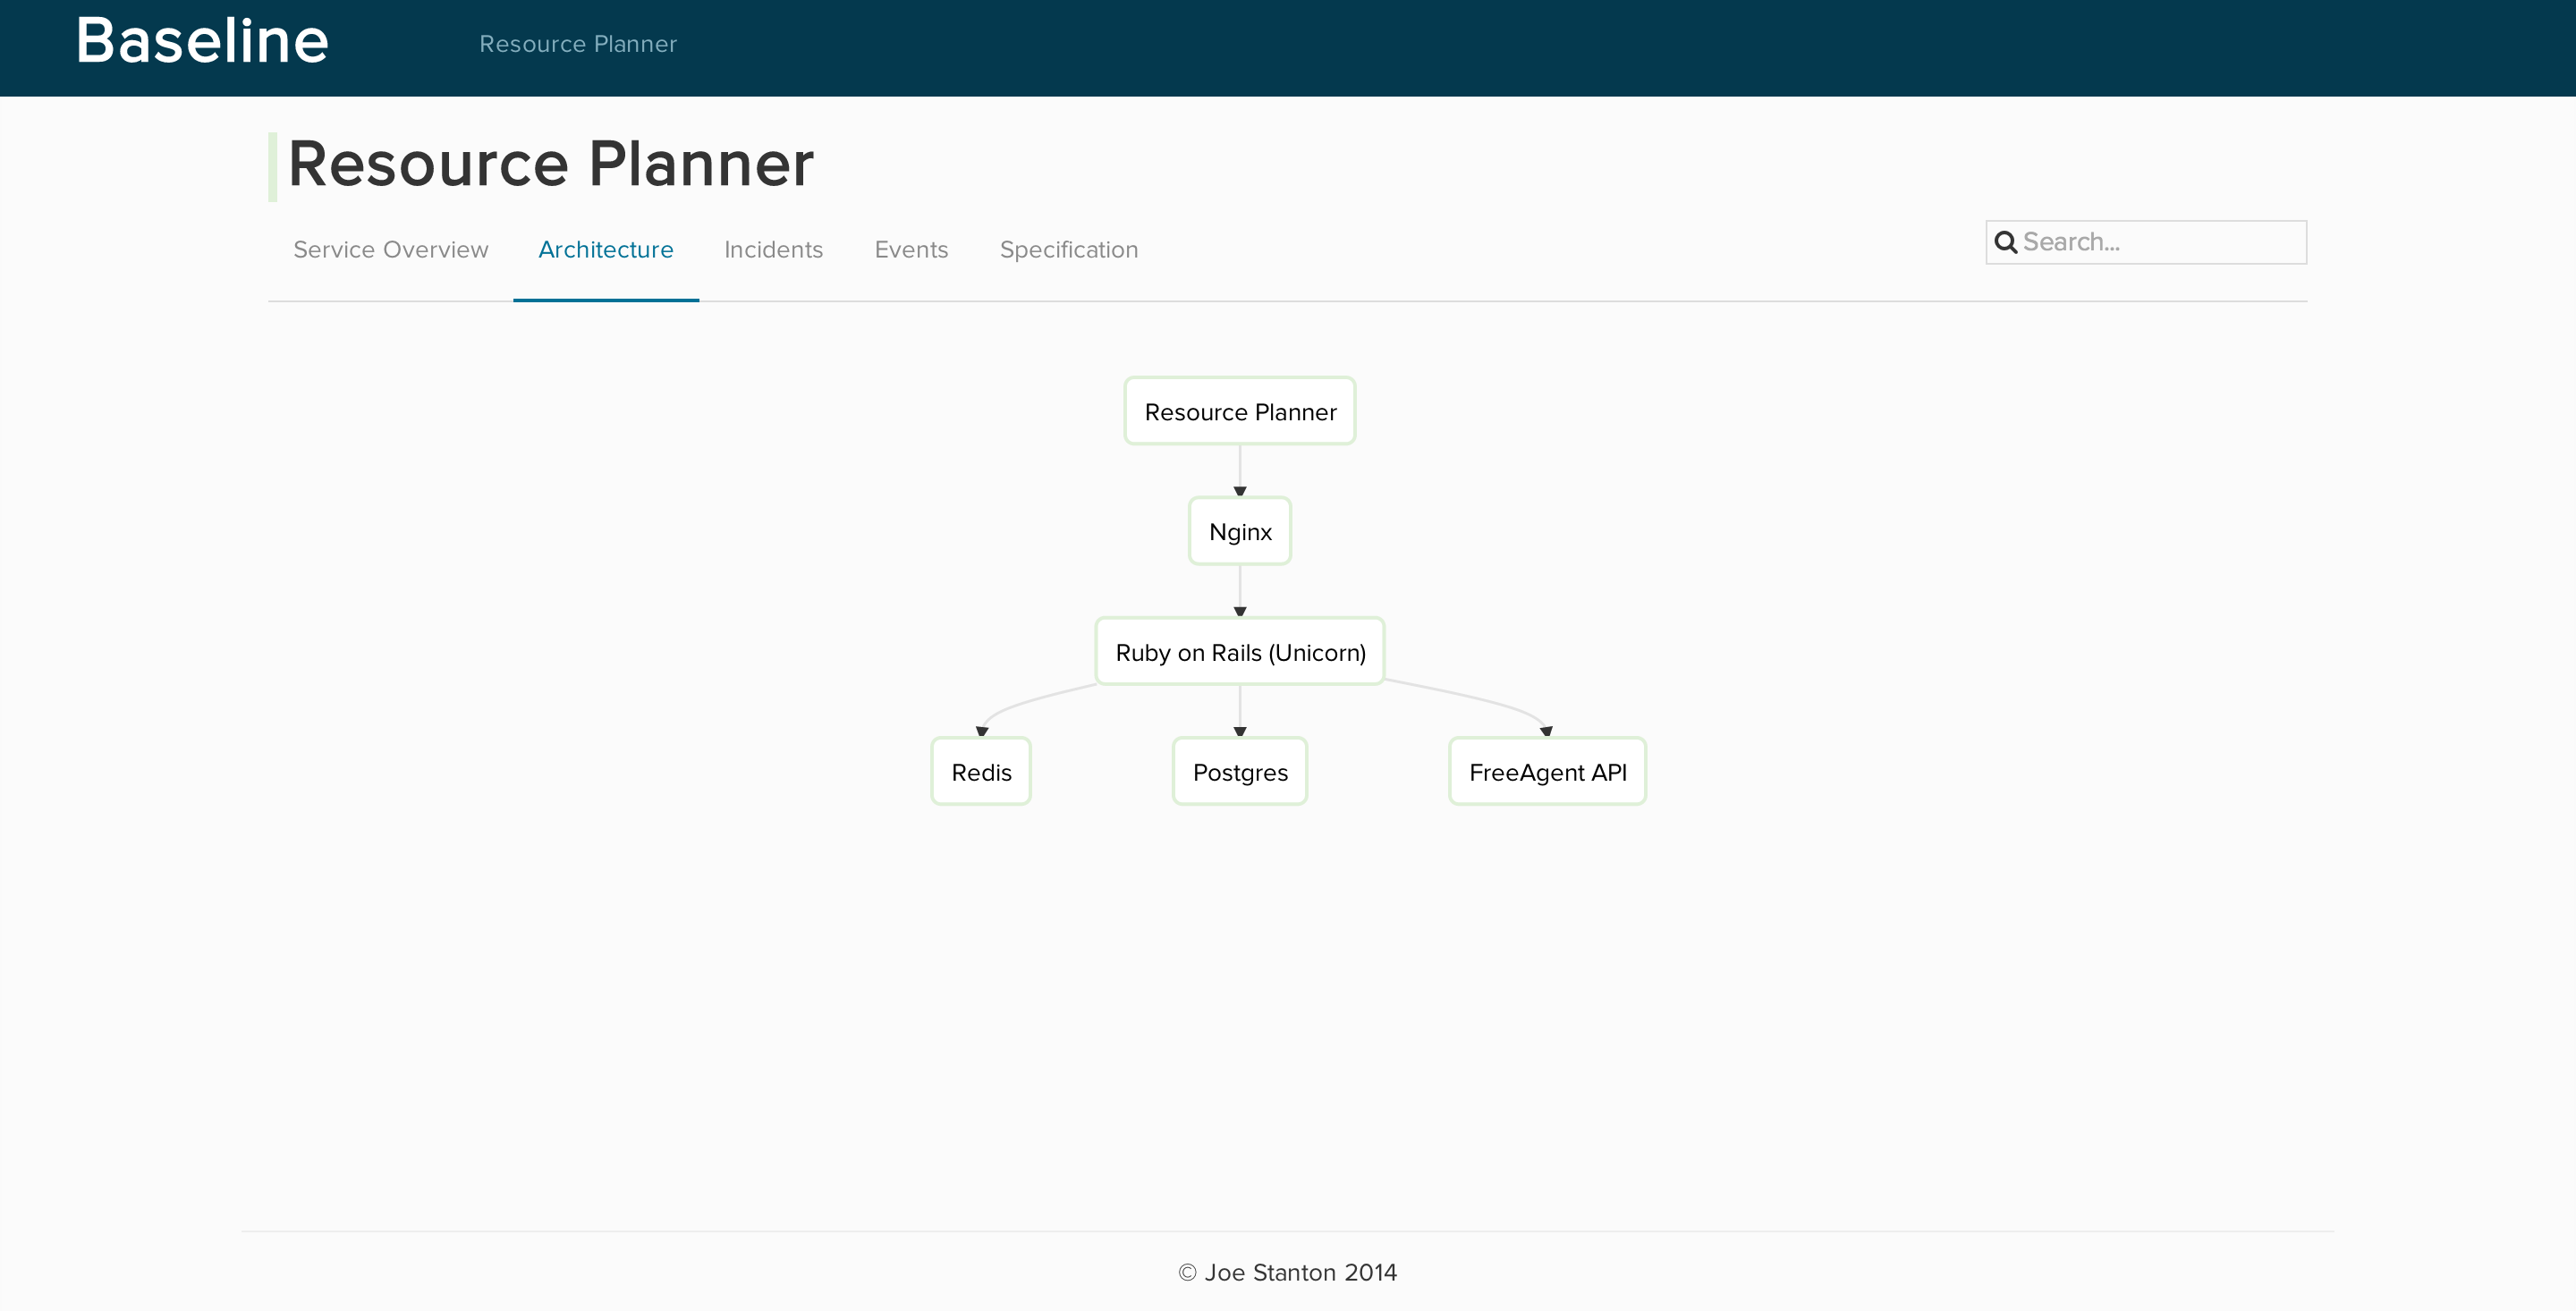 Baseline
Resource Planner
Resource Planner
Service Overview
Architecture
Incidents
Events
Specification
Search...
Resource Planner
Nginx
Ruby on Rails (Unicorn)
Redis
Postgres
FreeAgent API
© Joe Stanton 2014